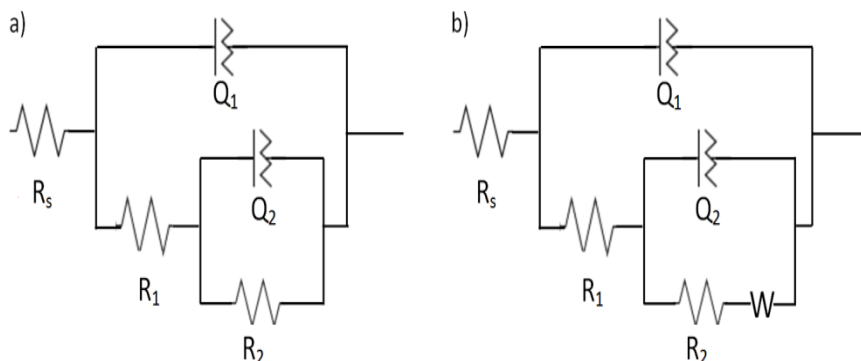 a)
Q₁
Rₛ
Q₂
R₁
R₂
b)
Q₁
Rₛ
Q₂
R₁
R₂
W